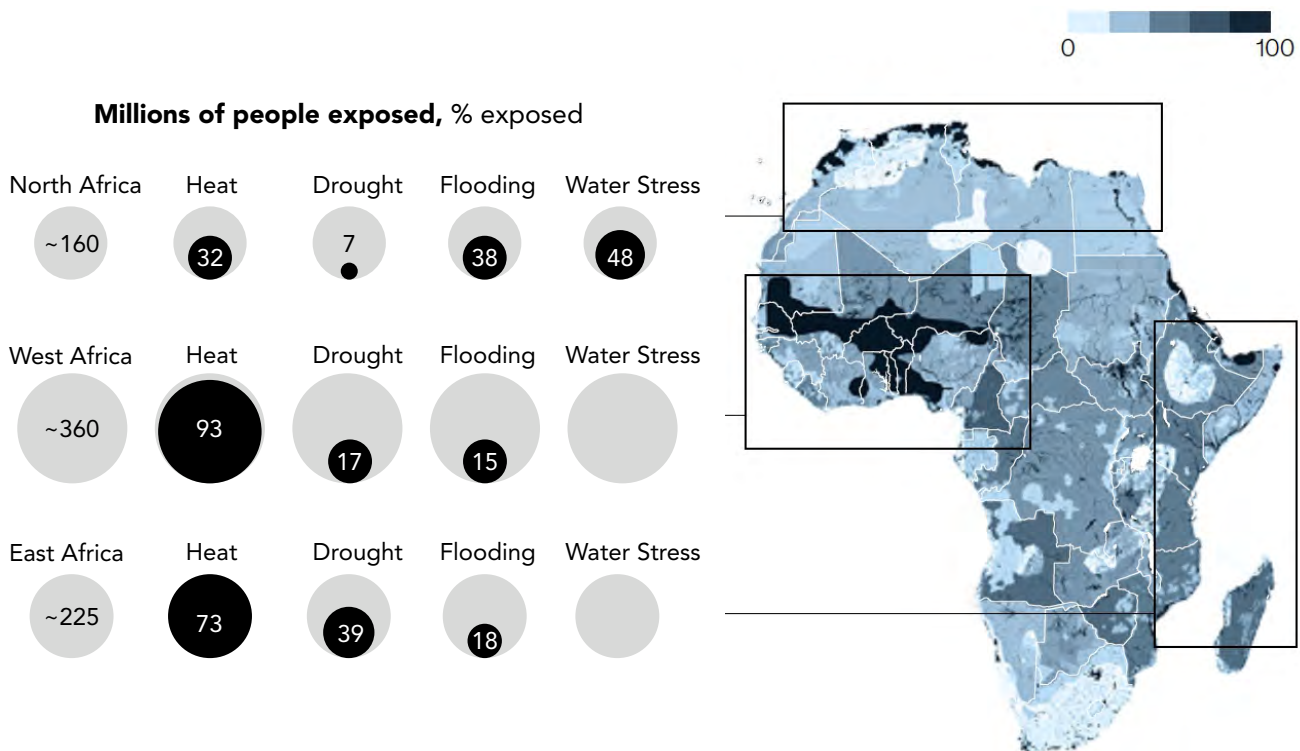 0 100
Millions of people exposed, % exposed
North Africa Heat Drought Flooding Water Stress
~160 32 7 38 48
West Africa Heat Drought Flooding Water Stress
~360 93 17 15
East Africa Heat Drought Flooding Water Stress
~225 73 39 18